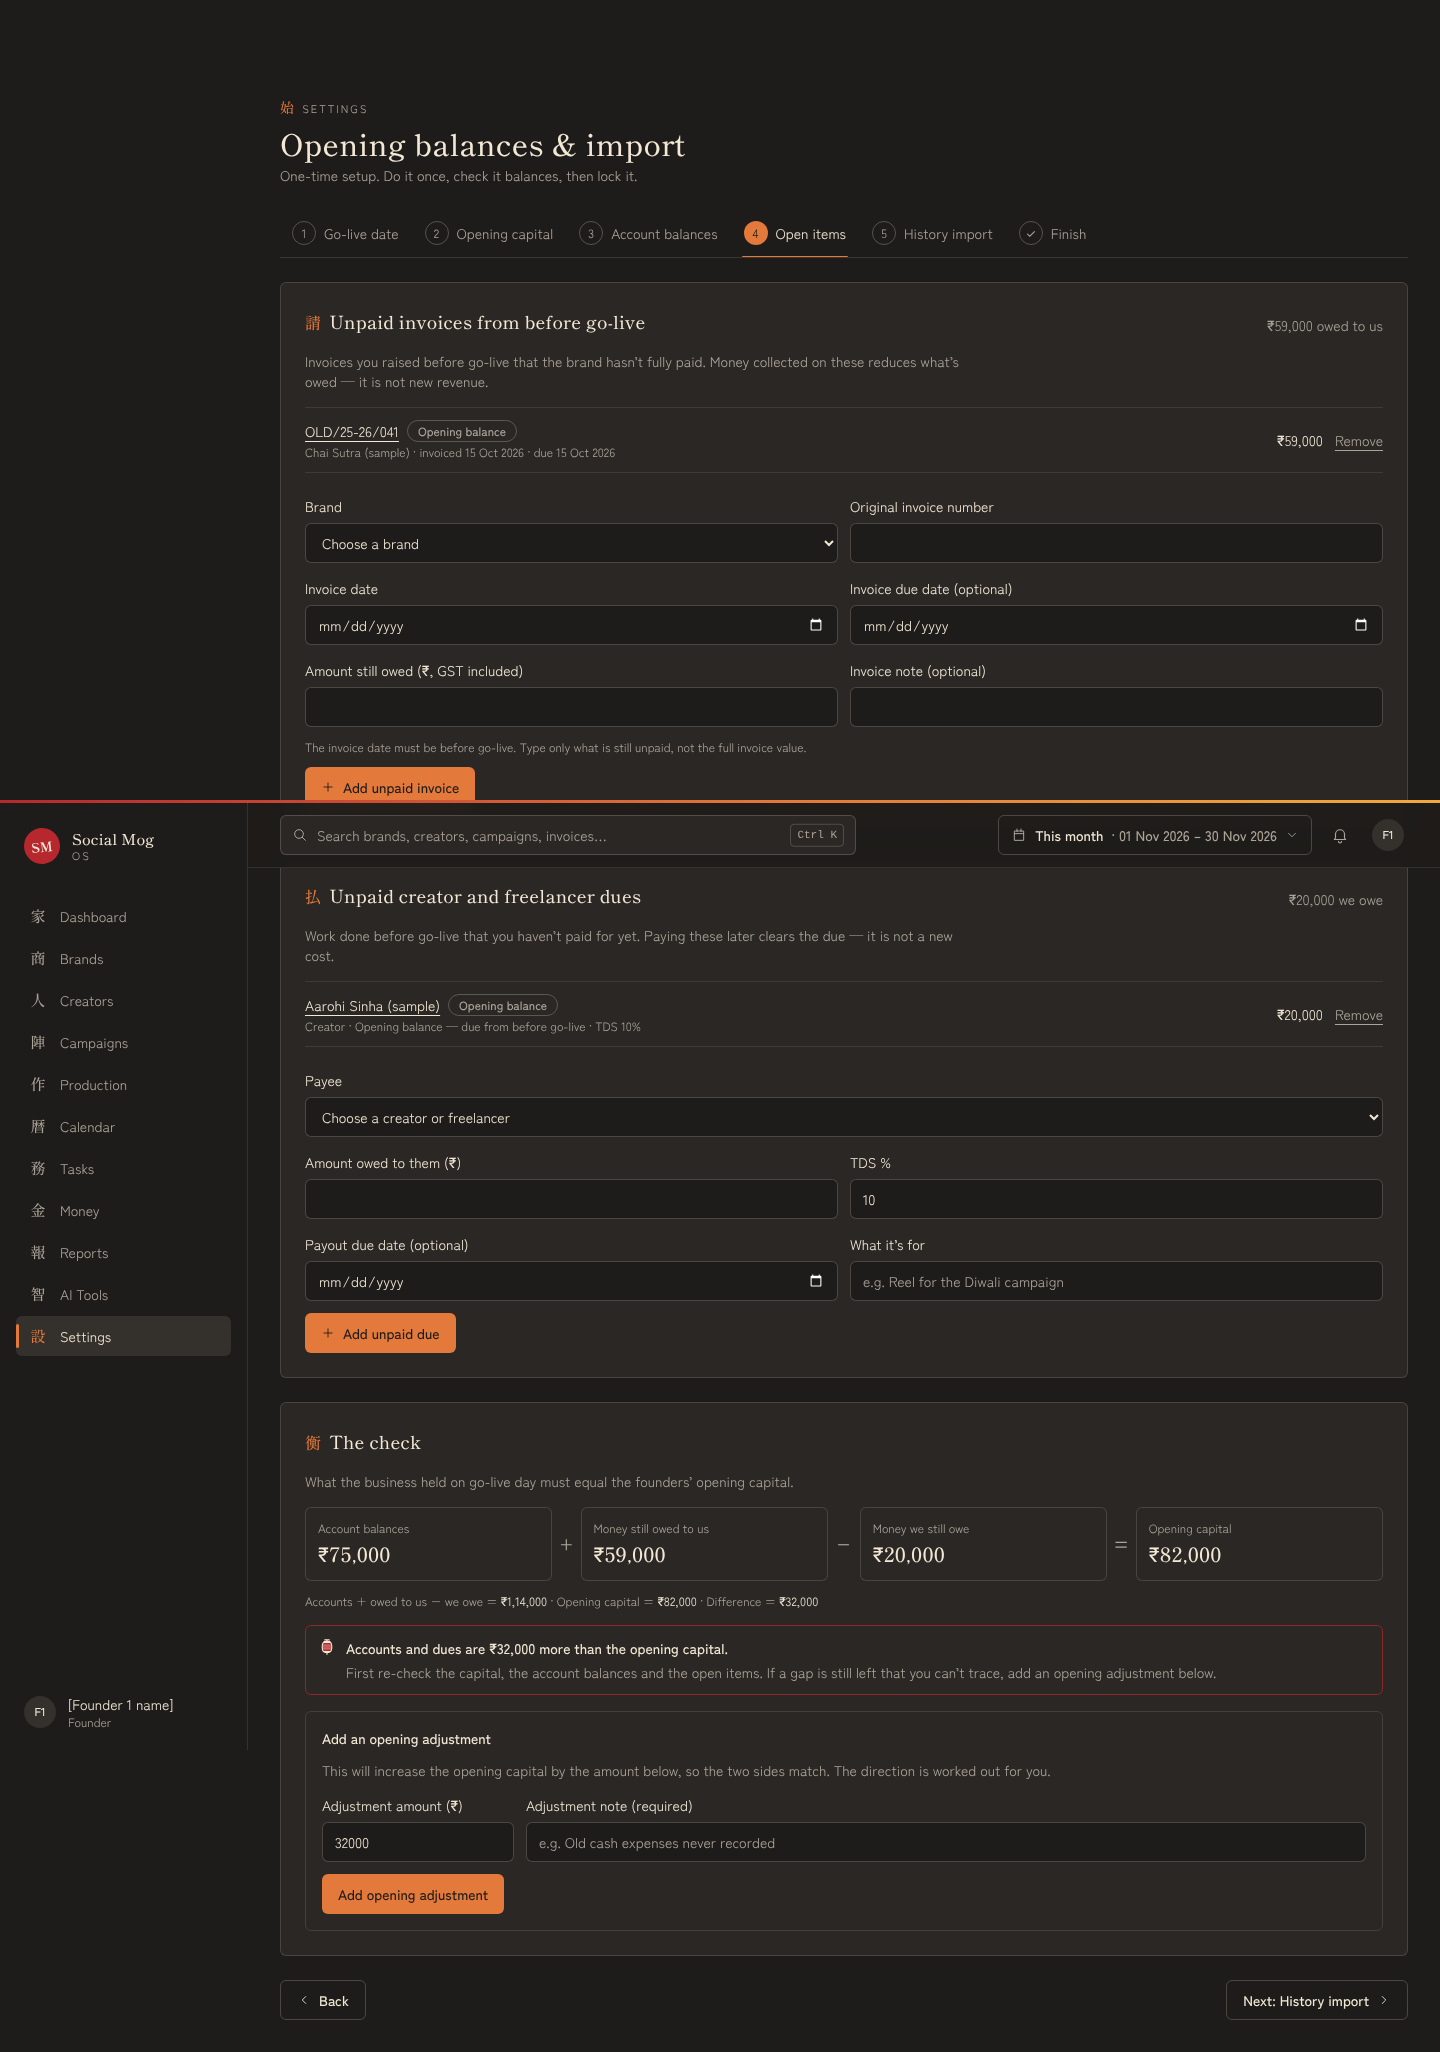 始 SETTINGS
Opening balances & import
One-time setup. Do it once, check it balances, then lock it.
1 Go-live date 2 Opening capital 3 Account balances 4 Open items 5 History import Finish
請 Unpaid invoices from before go-live
₹59,000 owed to us
Invoices you raised before go-live that the brand hasn't fully paid. Money collected on these reduces what's
owed — it is not new revenue.
OLD/25-26/041 Opening balance
Chai Sutra (sample) · invoiced 15 Oct 2026 · due 15 Oct 2026
₹59,000 Remove
Brand
Choose a brand
Original invoice number
Invoice date
mm/dd/yyyy
Invoice due date (optional)
mm/dd/yyyy
Amount still owed (₹, GST included)
Invoice note (optional)
The invoice date must be before go-live. Type only what is still unpaid, not the full invoice value.
+ Add unpaid invoice
SM Social Mog
OS
Search brands, creators, campaigns, invoices...
Ctrl K
This month · 01 Nov 2026 – 30 Nov 2026
F1
家 Dashboard
商 Brands
人 Creators
陣 Campaigns
作 Production
暦 Calendar
務 Tasks
金 Money
報 Reports
智 AI Tools
設 Settings
F1 [Founder 1 name]
Founder
払 Unpaid creator and freelancer dues
₹20,000 we owe
Work done before go-live that you haven't paid for yet. Paying these later clears the due — it is not a new
cost.
Aarohi Sinha (sample) Opening balance
Creator · Opening balance — due from before go-live · TDS 10%
₹20,000 Remove
Payee
Choose a creator or freelancer
Amount owed to them (₹)
TDS %
10
Payout due date (optional)
mm/dd/yyyy
What it's for
e.g. Reel for the Diwali campaign
+ Add unpaid due
衡 The check
What the business held on go-live day must equal the founders' opening capital.
Account balances
₹75,000
+
Money still owed to us
₹59,000
−
Money we still owe
₹20,000
=
Opening capital
₹82,000
Accounts + owed to us − we owe = ₹1,14,000 · Opening capital = ₹82,000 · Difference = ₹32,000
Accounts and dues are ₹32,000 more than the opening capital.
First re-check the capital, the account balances and the open items. If a gap is still left that you can't trace, add an opening adjustment below.
Add an opening adjustment
This will increase the opening capital by the amount below, so the two sides match. The direction is worked out for you.
Adjustment amount (₹)
32000
Adjustment note (required)
e.g. Old cash expenses never recorded
Add opening adjustment
Back
Next: History import